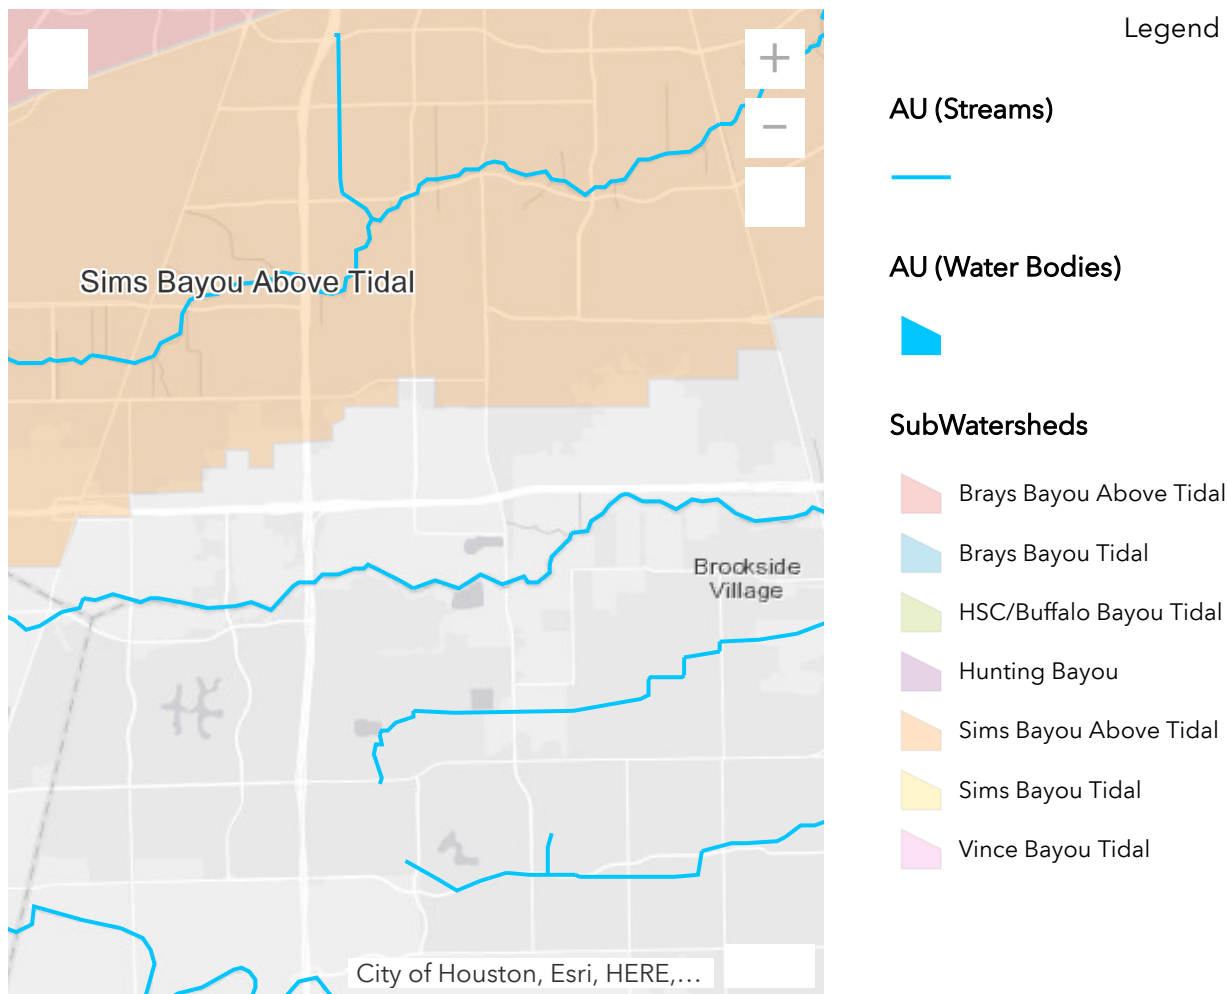 Legend
+
−
AU (Streams)
AU (Water Bodies)
Sims Bayou Above Tidal
SubWatersheds
Brays Bayou Above Tidal
Brays Bayou Tidal
HSC/Buffalo Bayou Tidal
Hunting Bayou
Sims Bayou Above Tidal
Sims Bayou Tidal
Vince Bayou Tidal
Brookside
Village
City of Houston, Esri, HERE,…